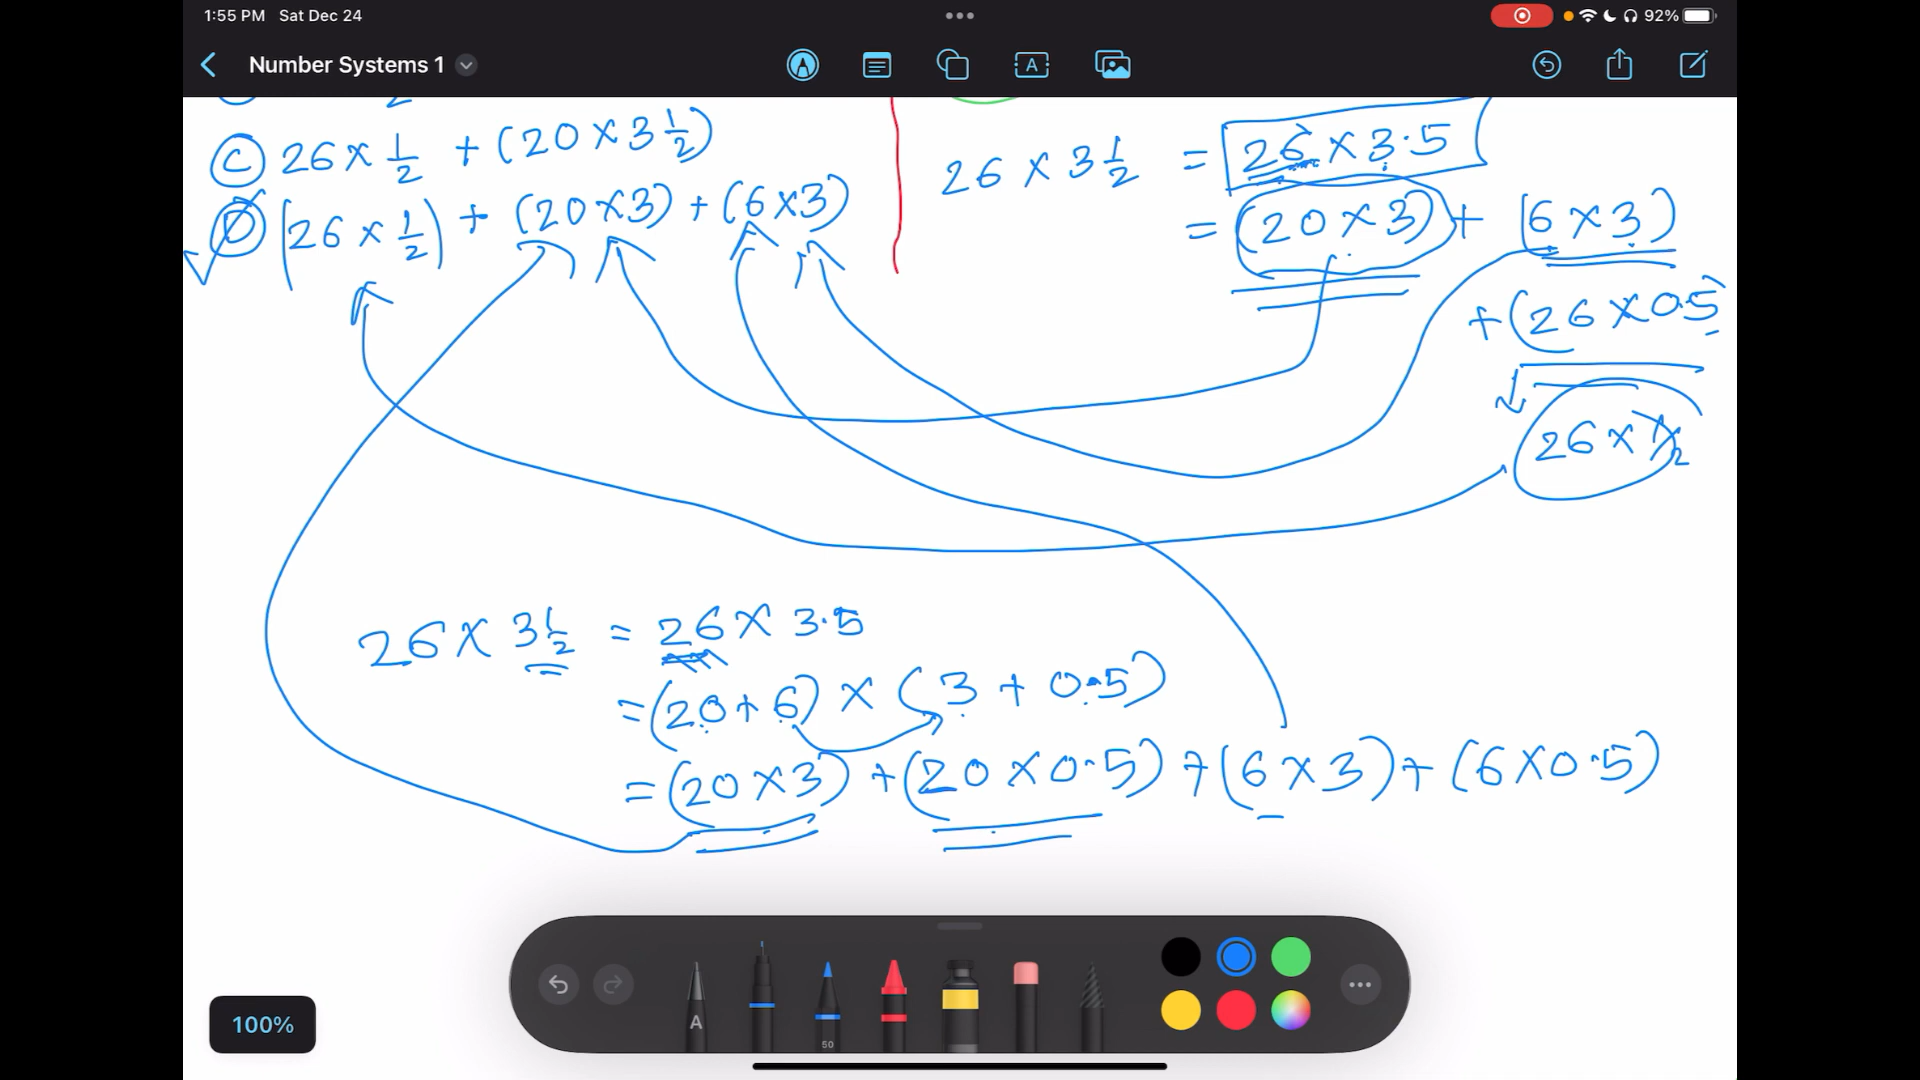 1:55 PM Sat Dec 24
92%
Number Systems 1
C 26 × 1/2 + (20 × 3 1/2)
D (26 × 1/2) + (20 × 3) + (6 × 3)
26 × 3 1/2 = 26 × 3.5
= (20 × 3) + (6 × 3)
+ (26 × 0.5
26 × 1/2
26 × 3 1/2 = 26 × 3.5
= (20 + 6) × (3 + 0.5)
= (20 × 3) + (20 × 0.5) + (6 × 3) + (6 × 0.5)
A
50
100%